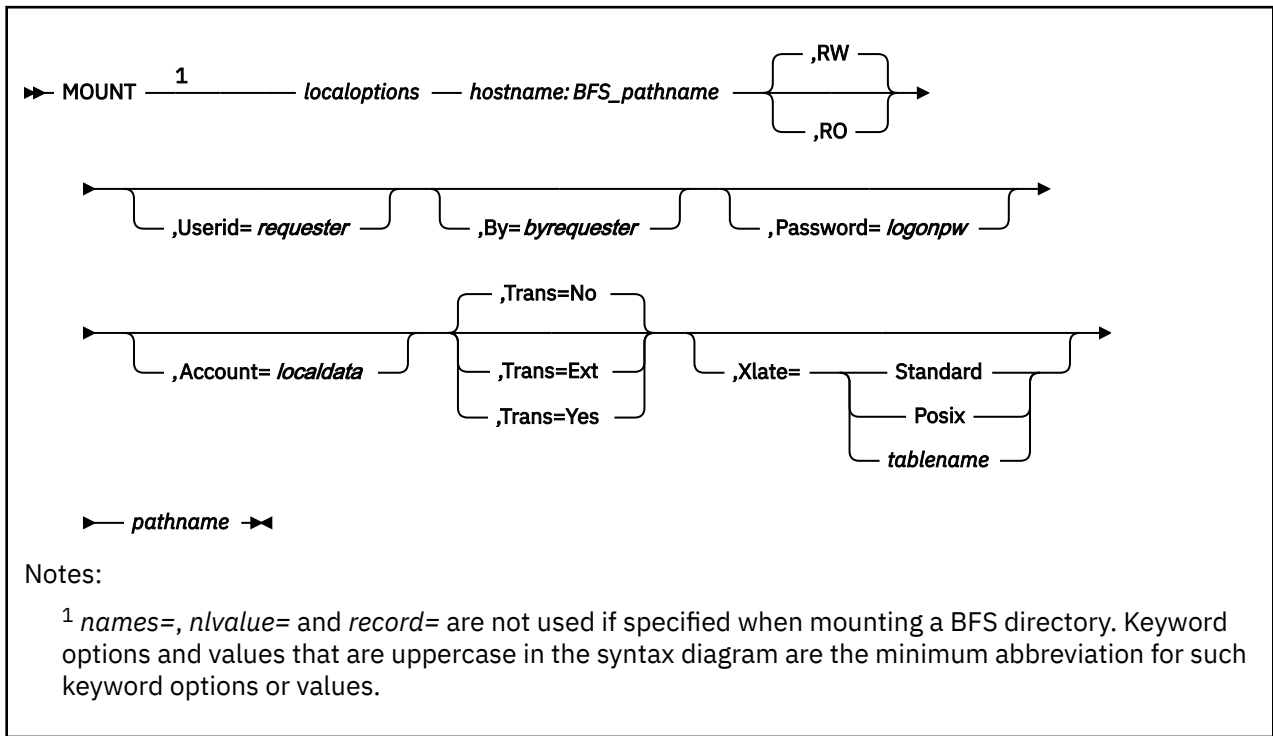 ,RW
MOUNT 1 localoptions hostname: BFS_pathname
,RO
,Userid= requester ,By= byrequester ,Password= logonpw
,Trans=No
,Account= localdata ,Trans=Ext ,Xlate= Standard
,Trans=Yes Posix
tablename
pathname
Notes:
1 names=, nlvalue= and record= are not used if specified when mounting a BFS directory. Keyword
options and values that are uppercase in the syntax diagram are the minimum abbreviation for such
keyword options or values.